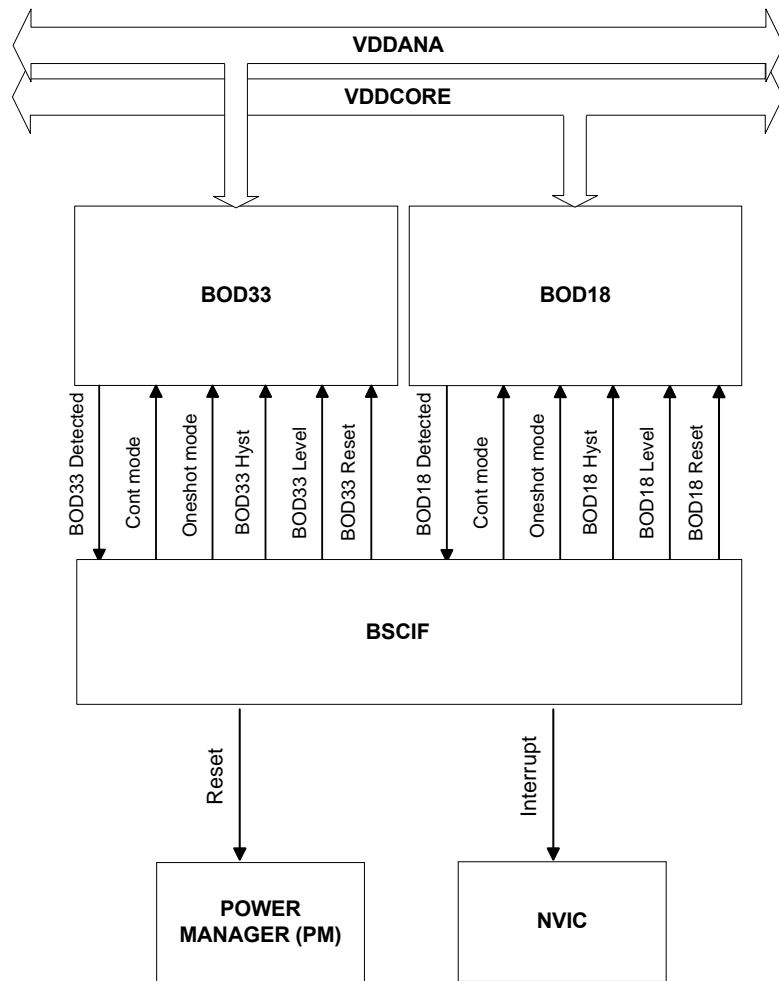 VDDANA
VDDCORE
BOD33
BOD18
BOD33 Detected
Cont mode
Oneshot mode
BOD33 Hyst
BOD33 Level
BOD33 Reset
BOD18 Detected
Cont mode
Oneshot mode
BOD18 Hyst
BOD18 Level
BOD18 Reset
BSCIF
Reset
Interrupt
POWER
MANAGER (PM)
NVIC